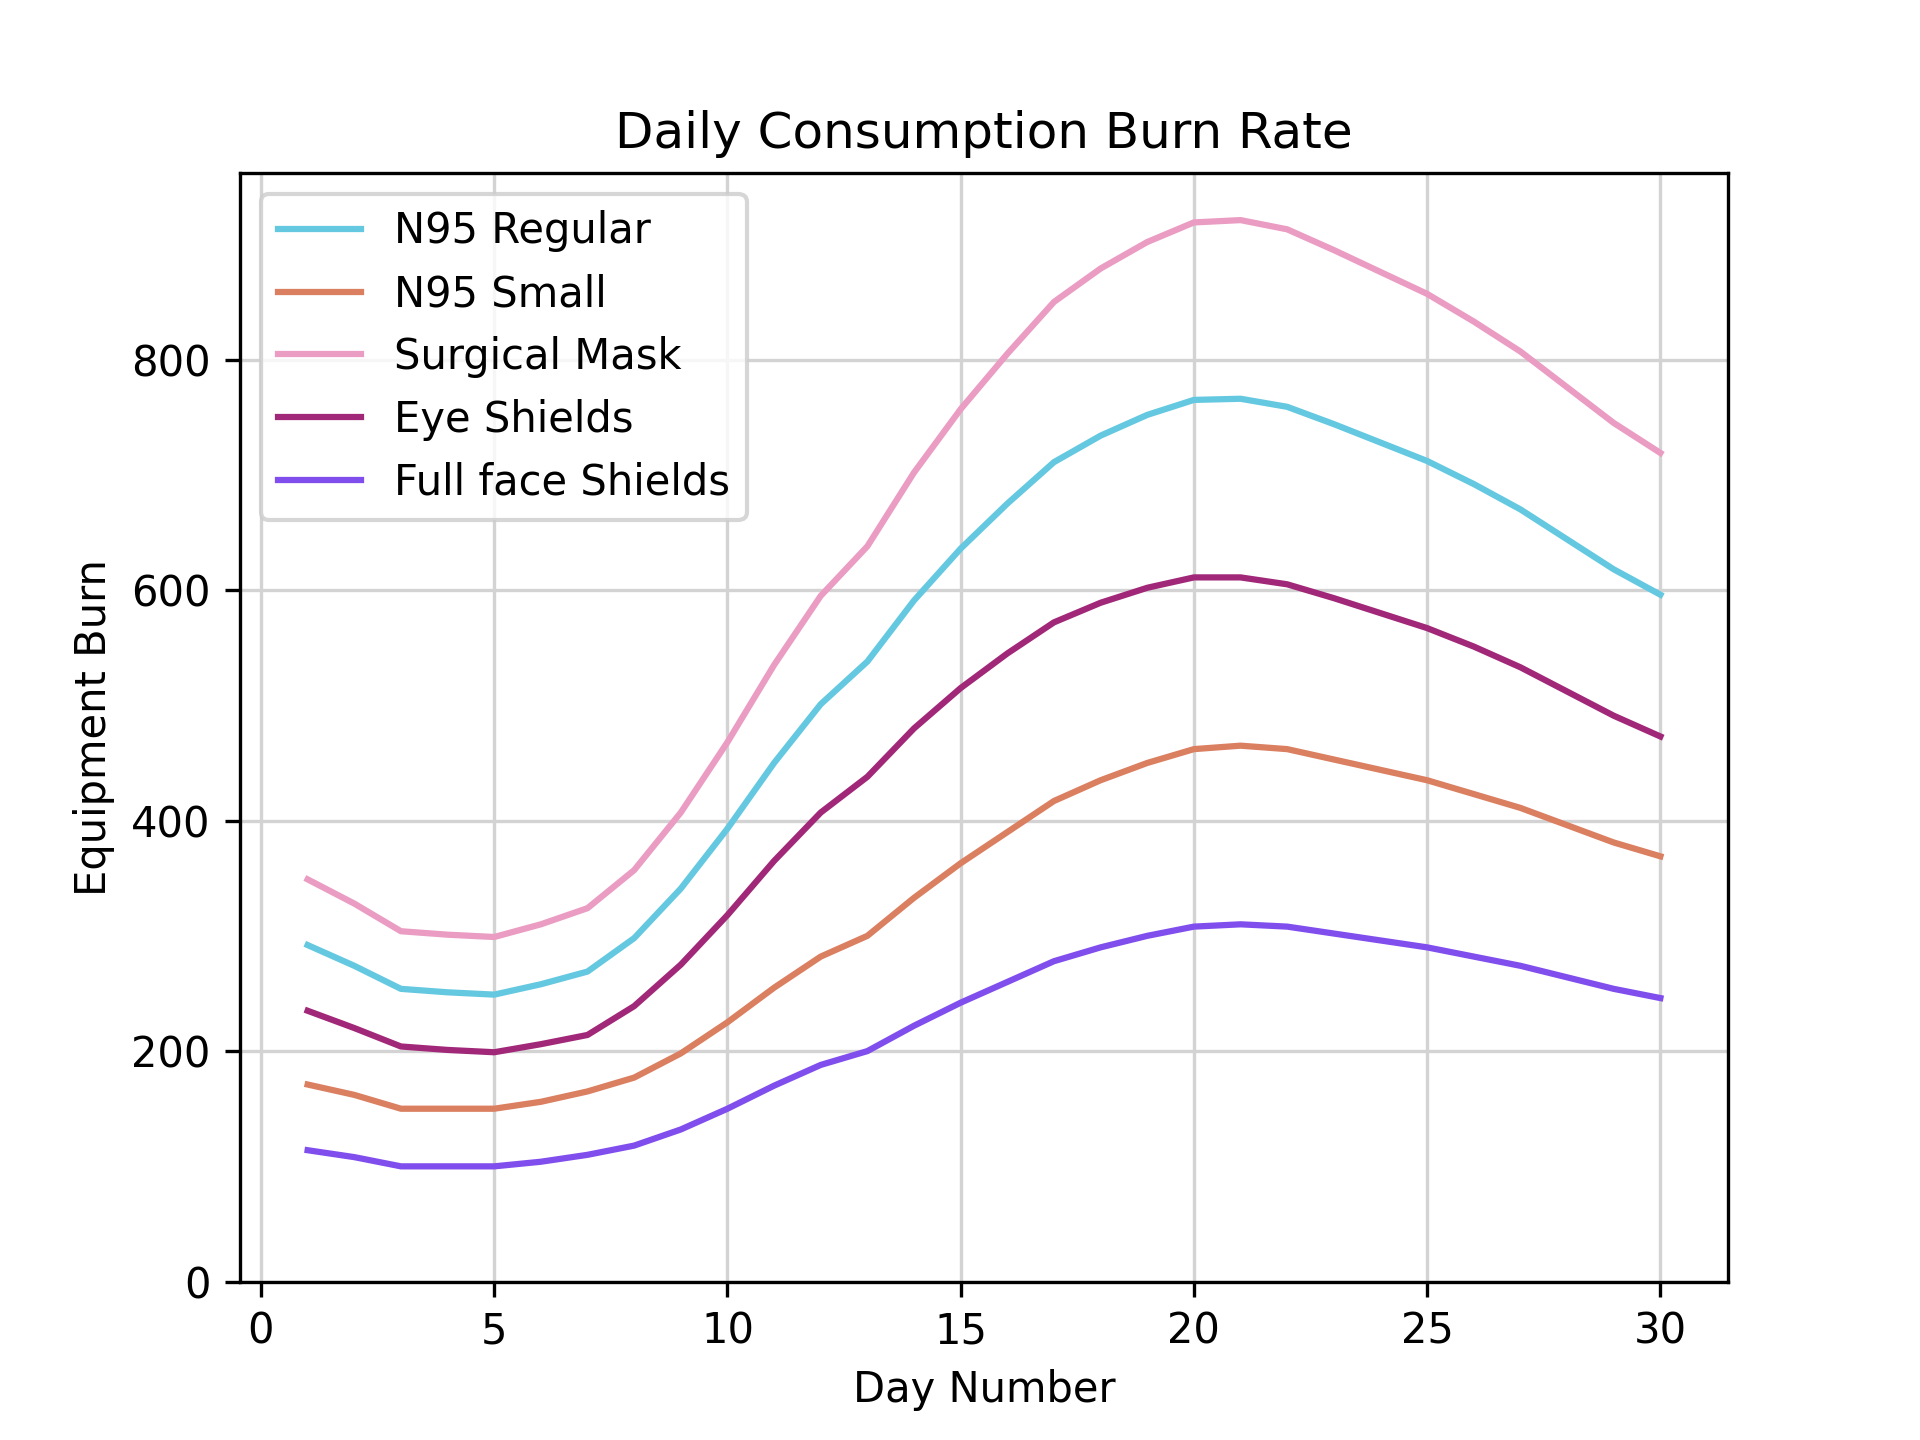 Daily Consumption Burn Rate
N95 Regular
N95 Small
Surgical Mask
Eye Shields
Full face Shields
Equipment Burn
800
600
400
200
0
0 5 10 15 20 25 30
Day Number